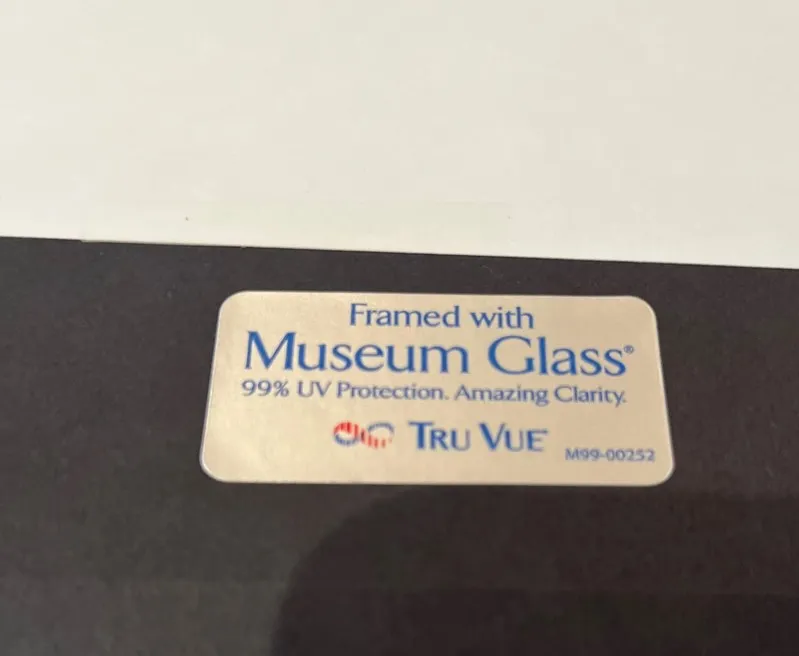 Framed with
Museum Glass®
99% UV Protection. Amazing Clarity.
TRU VUE
M99-00252